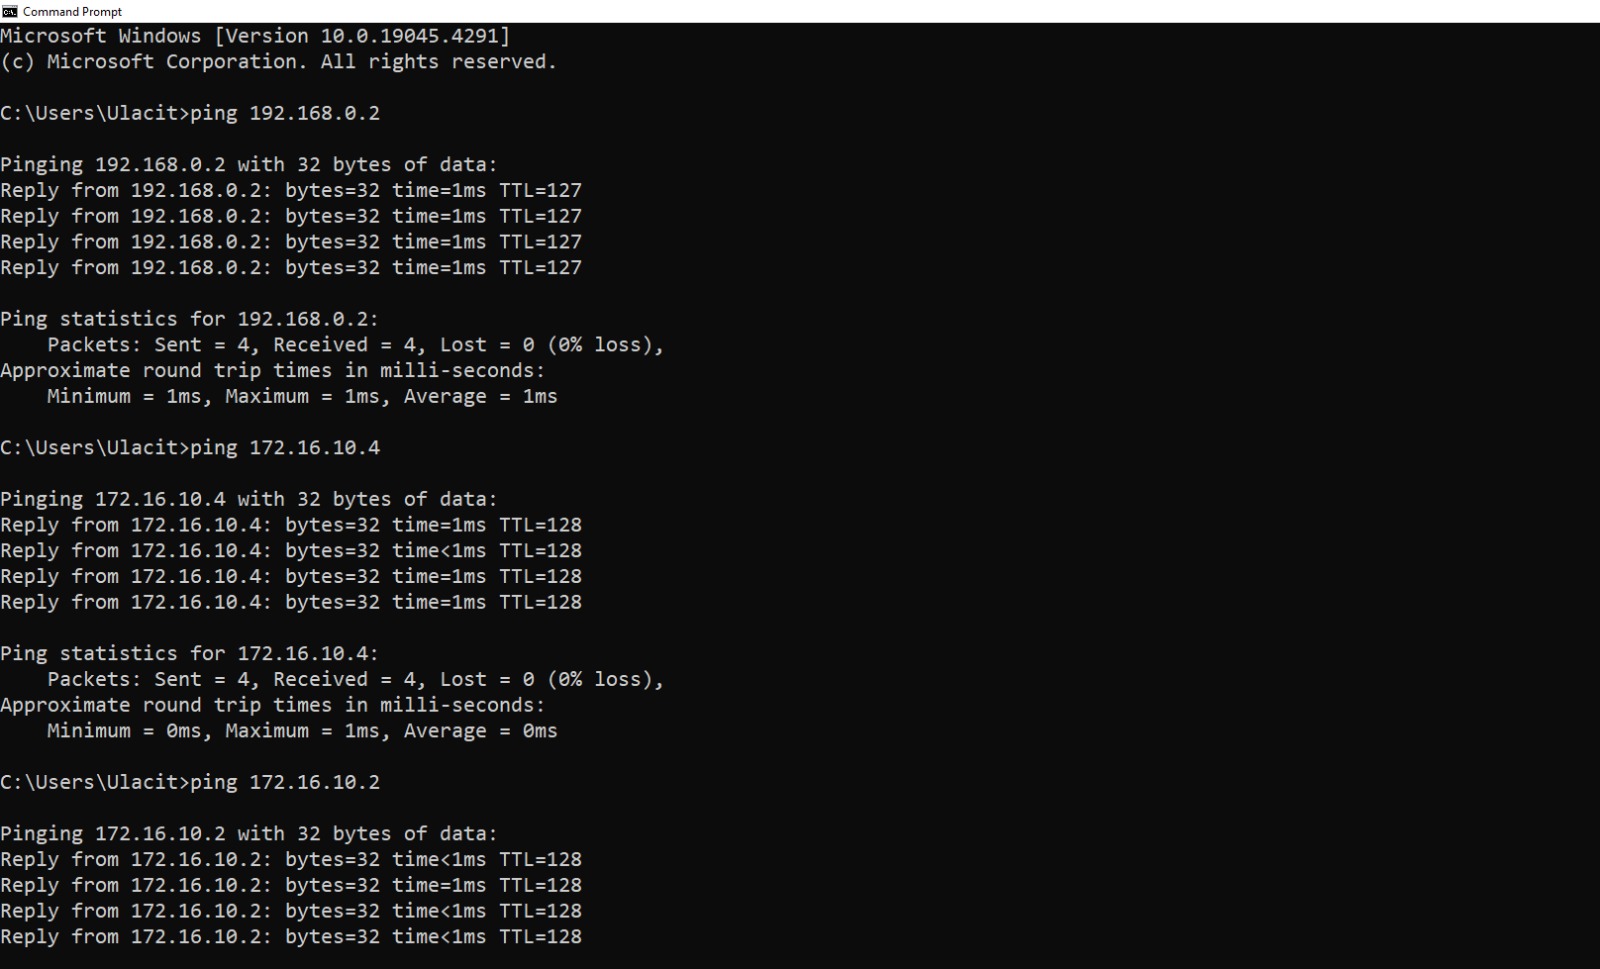 Command Prompt
Microsoft Windows [Version 10.0.19045.4291]
(c) Microsoft Corporation. All rights reserved.
C:\Users\Ulacit>ping 192.168.0.2
Pinging 192.168.0.2 with 32 bytes of data:
Reply from 192.168.0.2: bytes=32 time=1ms TTL=127
Reply from 192.168.0.2: bytes=32 time=1ms TTL=127
Reply from 192.168.0.2: bytes=32 time=1ms TTL=127
Reply from 192.168.0.2: bytes=32 time=1ms TTL=127
Ping statistics for 192.168.0.2:
    Packets: Sent = 4, Received = 4, Lost = 0 (0% loss),
Approximate round trip times in milli-seconds:
    Minimum = 1ms, Maximum = 1ms, Average = 1ms
C:\Users\Ulacit>ping 172.16.10.4
Pinging 172.16.10.4 with 32 bytes of data:
Reply from 172.16.10.4: bytes=32 time=1ms TTL=128
Reply from 172.16.10.4: bytes=32 time<1ms TTL=128
Reply from 172.16.10.4: bytes=32 time=1ms TTL=128
Reply from 172.16.10.4: bytes=32 time=1ms TTL=128
Ping statistics for 172.16.10.4:
    Packets: Sent = 4, Received = 4, Lost = 0 (0% loss),
Approximate round trip times in milli-seconds:
    Minimum = 0ms, Maximum = 1ms, Average = 0ms
C:\Users\Ulacit>ping 172.16.10.2
Pinging 172.16.10.2 with 32 bytes of data:
Reply from 172.16.10.2: bytes=32 time<1ms TTL=128
Reply from 172.16.10.2: bytes=32 time=1ms TTL=128
Reply from 172.16.10.2: bytes=32 time<1ms TTL=128
Reply from 172.16.10.2: bytes=32 time<1ms TTL=128